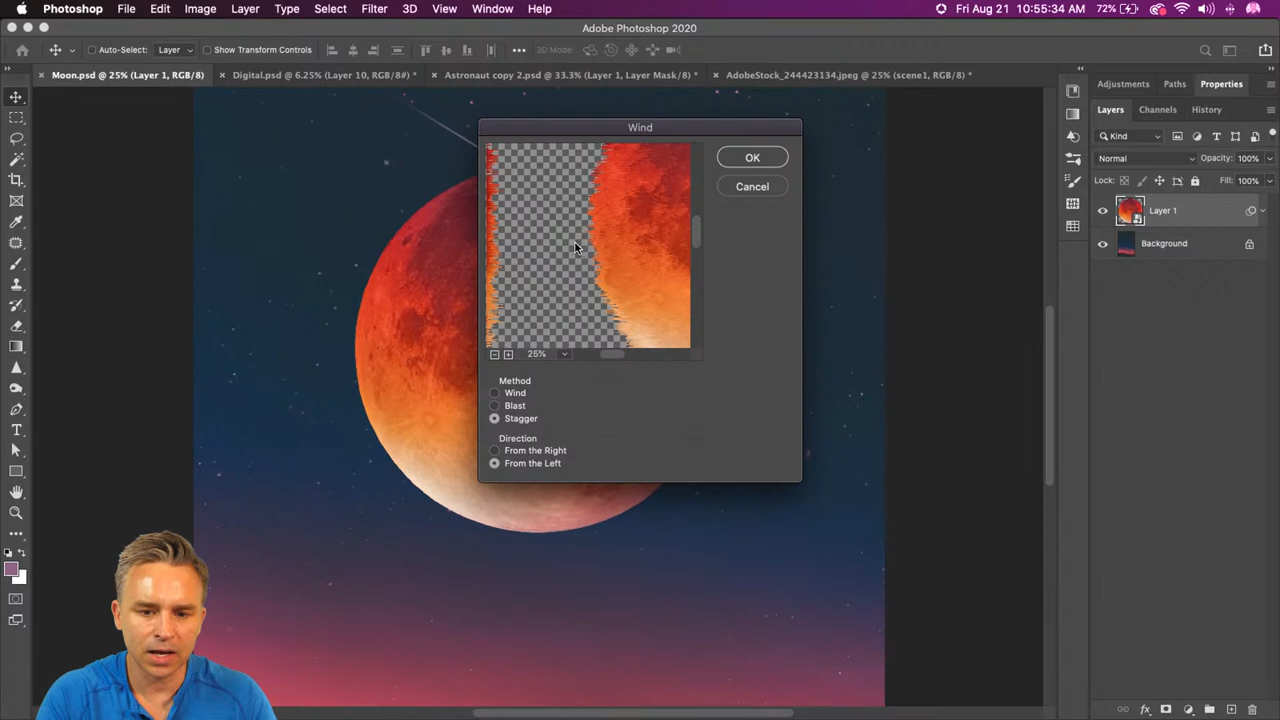 Photoshop File Edit Image Layer Type Select Filter 3D View Window Help 72% Fri Aug 21 10:55:34 AM
Adobe Photoshop 2020
Auto-Select: Layer Show Transform Controls 3D Mode:
Moon.psd @ 25% (Layer 1, RGB/8) Digital.psd @ 6.25% (Layer 10, RGB/8#) * Astronaut copy 2.psd @ 33.3% (Layer 1, Layer Mask/8) * AdobeStock_244423134.jpeg @ 25% (scene1, RGB/8) *
Adjustments Paths Properties
Layers Channels History
Kind
Normal Opacity: 100%
Lock: Fill: 100%
Layer 1
Background
Wind
OK
Cancel
25%
Method
Wind
Blast
Stagger
Direction
From the Right
From the Left